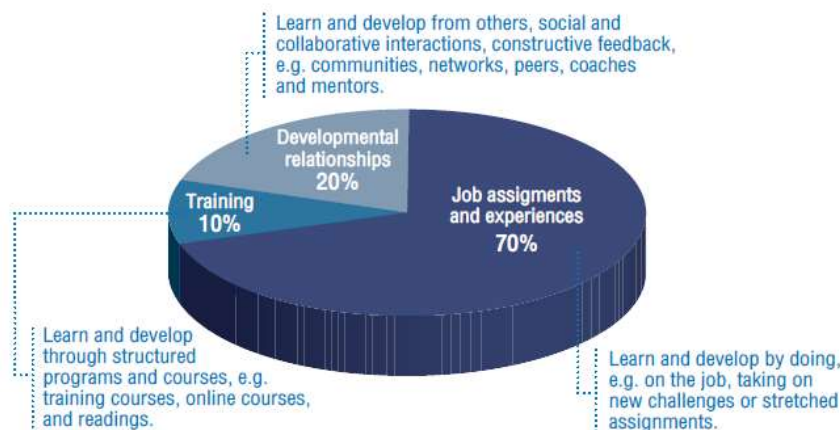 Learn and develop from others, social and
collaborative interactions, constructive feedback,
e.g. communities, networks, peers, coaches
and mentors.
Developmental
relationships
20%
Training
10%
Job assigments
and experiences
70%
Learn and develop
through structured
programs and courses, e.g.
training courses, online courses,
and readings.
Learn and develop by doing,
e.g. on the job, taking on
new challenges or stretched
assignments.